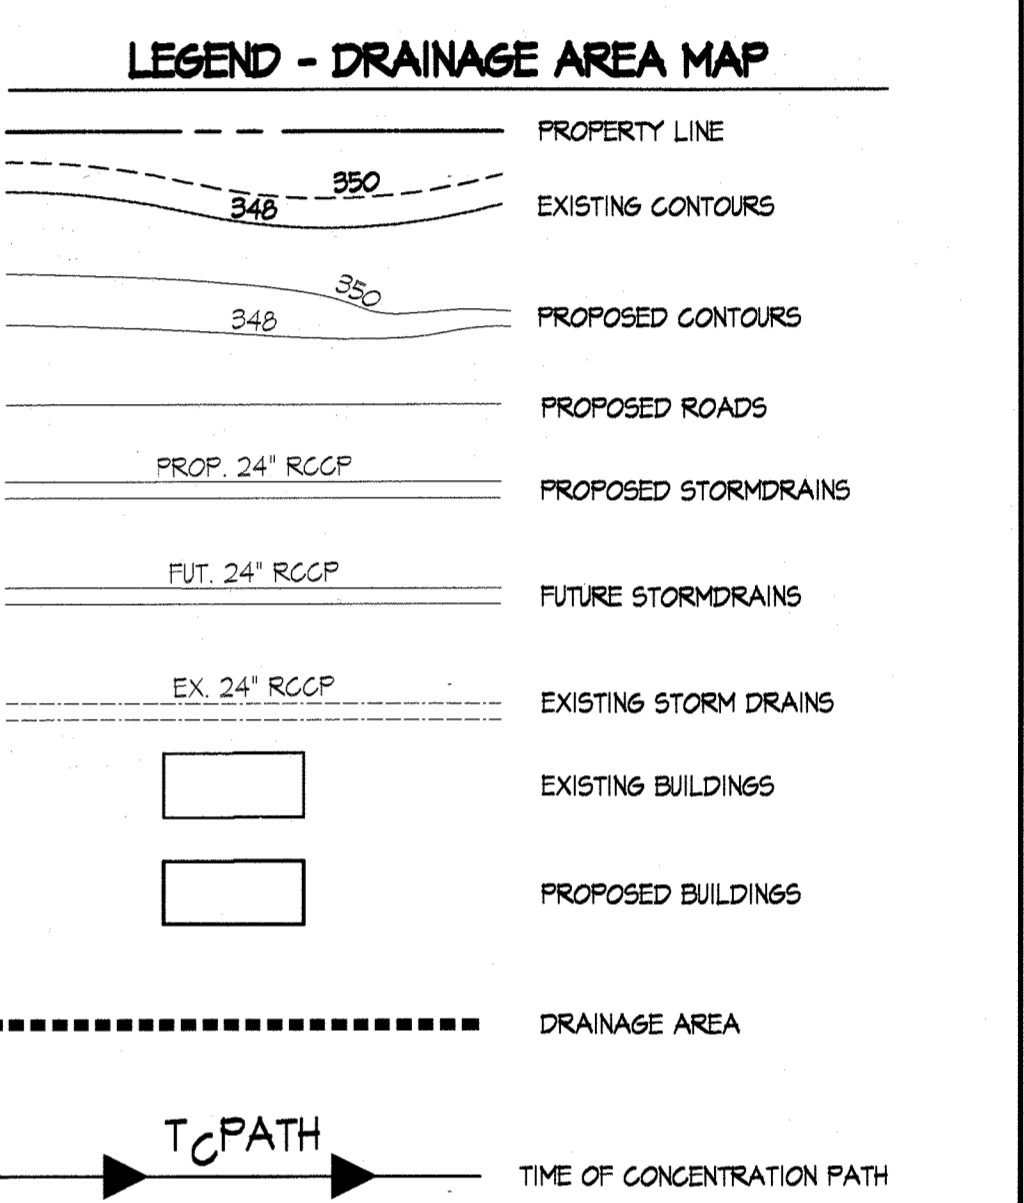 LEGEND - DRAINAGE AREA MAP
PROPERTY LINE
350
348
EXISTING CONTOURS
350
348
PROPOSED CONTOURS
PROPOSED ROADS
PROP. 24" RCCP
PROPOSED STORMDRAINS
FUT. 24" RCCP
FUTURE STORMDRAINS
EX. 24" RCCP
EXISTING STORM DRAINS
EXISTING BUILDINGS
PROPOSED BUILDINGS
DRAINAGE AREA
TC PATH
TIME OF CONCENTRATION PATH